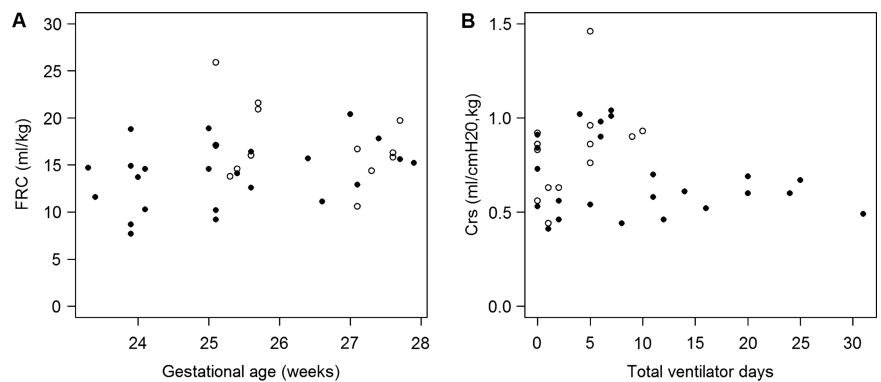 A
30
25
20
15
10
5
0
FRC (ml/kg)
24 25 26 27 28
Gestational age (weeks)
B
1.5
1.0
0.5
0.0
Crs (ml/cmH20,kg)
0 5 10 15 20 25 30
Total ventilator days